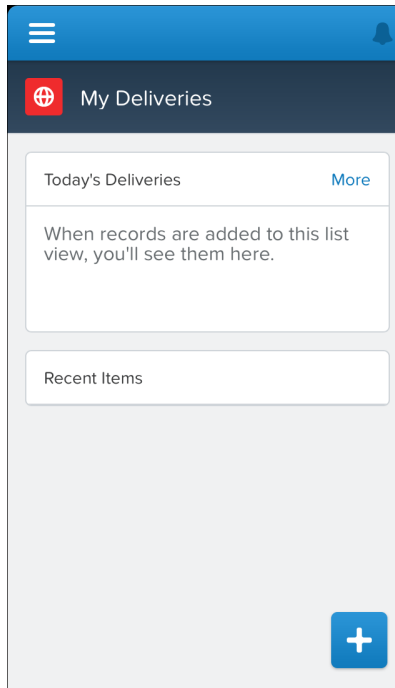 My Deliveries
Today's Deliveries More
When records are added to this list
view, you'll see them here.
Recent Items